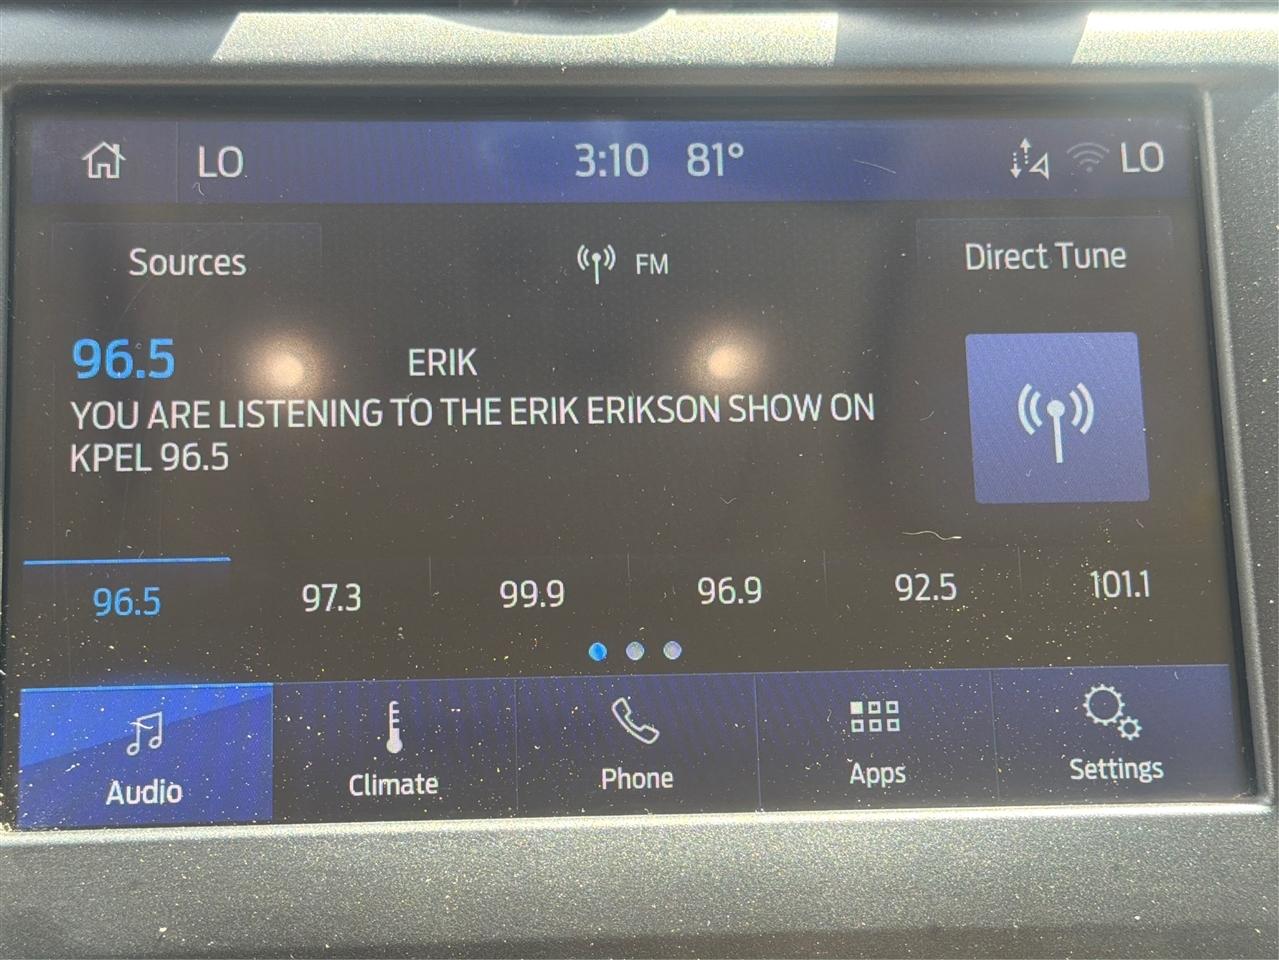 LO 3:10 81° LO
Sources FM Direct Tune
96.5 ERIK
YOU ARE LISTENING TO THE ERIK ERIKSON SHOW ON
KPEL 96.5
96.5 97.3 99.9 96.9 92.5 101.1
Audio Climate Phone Apps Settings